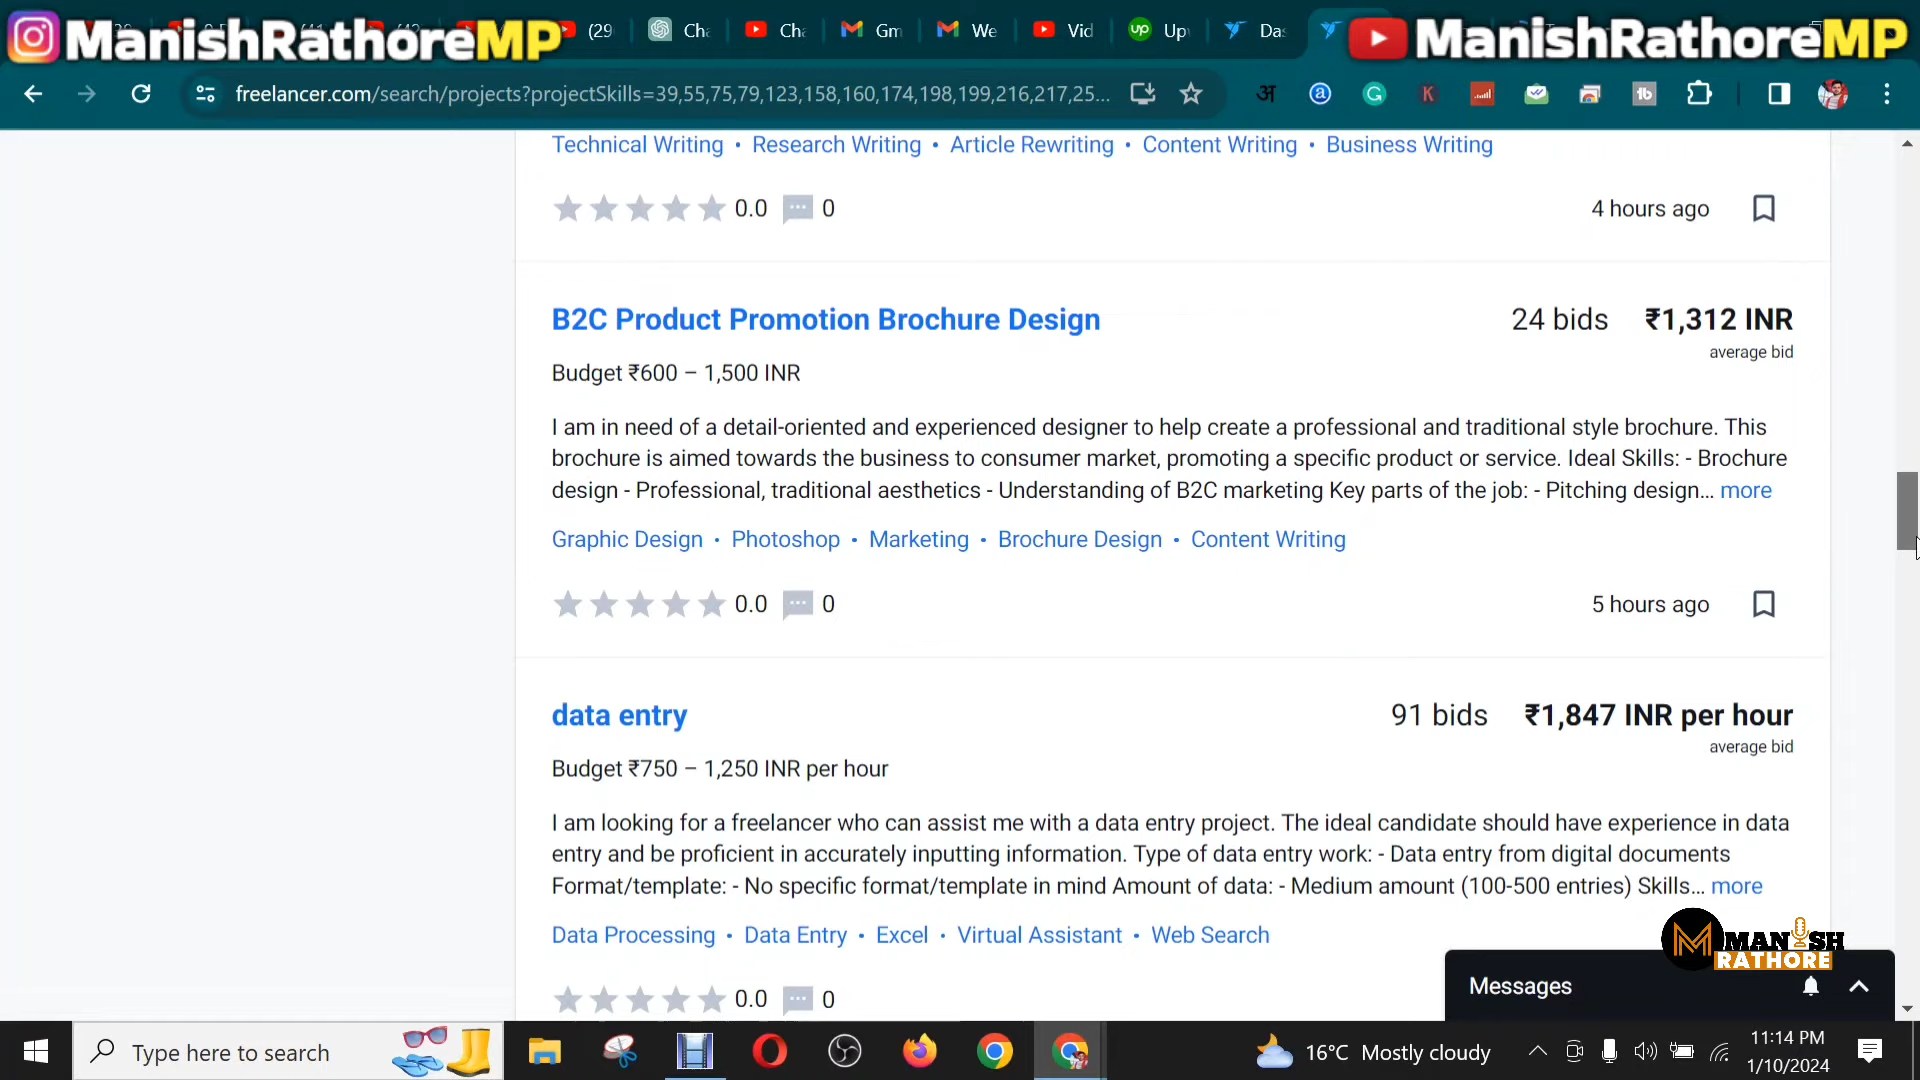 ManishRathoreMP
ManishRathoreMP
(29
Cha
Cha
Gm
We
Vid
Up
Das
freelancer.com/search/projects?projectSkills=39,55,75,79,123,158,160,174,198,199,216,217,25...
Technical Writing • Research Writing • Article Rewriting • Content Writing • Business Writing
0.0 0
4 hours ago
B2C Product Promotion Brochure Design
24 bids ₹1,312 INR
average bid
Budget ₹600 – 1,500 INR
I am in need of a detail-oriented and experienced designer to help create a professional and traditional style brochure. This
brochure is aimed towards the business to consumer market, promoting a specific product or service. Ideal Skills: - Brochure
design - Professional, traditional aesthetics - Understanding of B2C marketing Key parts of the job: - Pitching design... more
Graphic Design • Photoshop • Marketing • Brochure Design • Content Writing
0.0 0
5 hours ago
data entry
91 bids ₹1,847 INR per hour
average bid
Budget ₹750 – 1,250 INR per hour
I am looking for a freelancer who can assist me with a data entry project. The ideal candidate should have experience in data
entry and be proficient in accurately inputting information. Type of data entry work: - Data entry from digital documents
Format/template: - No specific format/template in mind Amount of data: - Medium amount (100-500 entries) Skills... more
Data Processing • Data Entry • Excel • Virtual Assistant • Web Search
0.0 0
MANISH
RATHORE
Messages
Type here to search
16°C Mostly cloudy
11:14 PM
1/10/2024